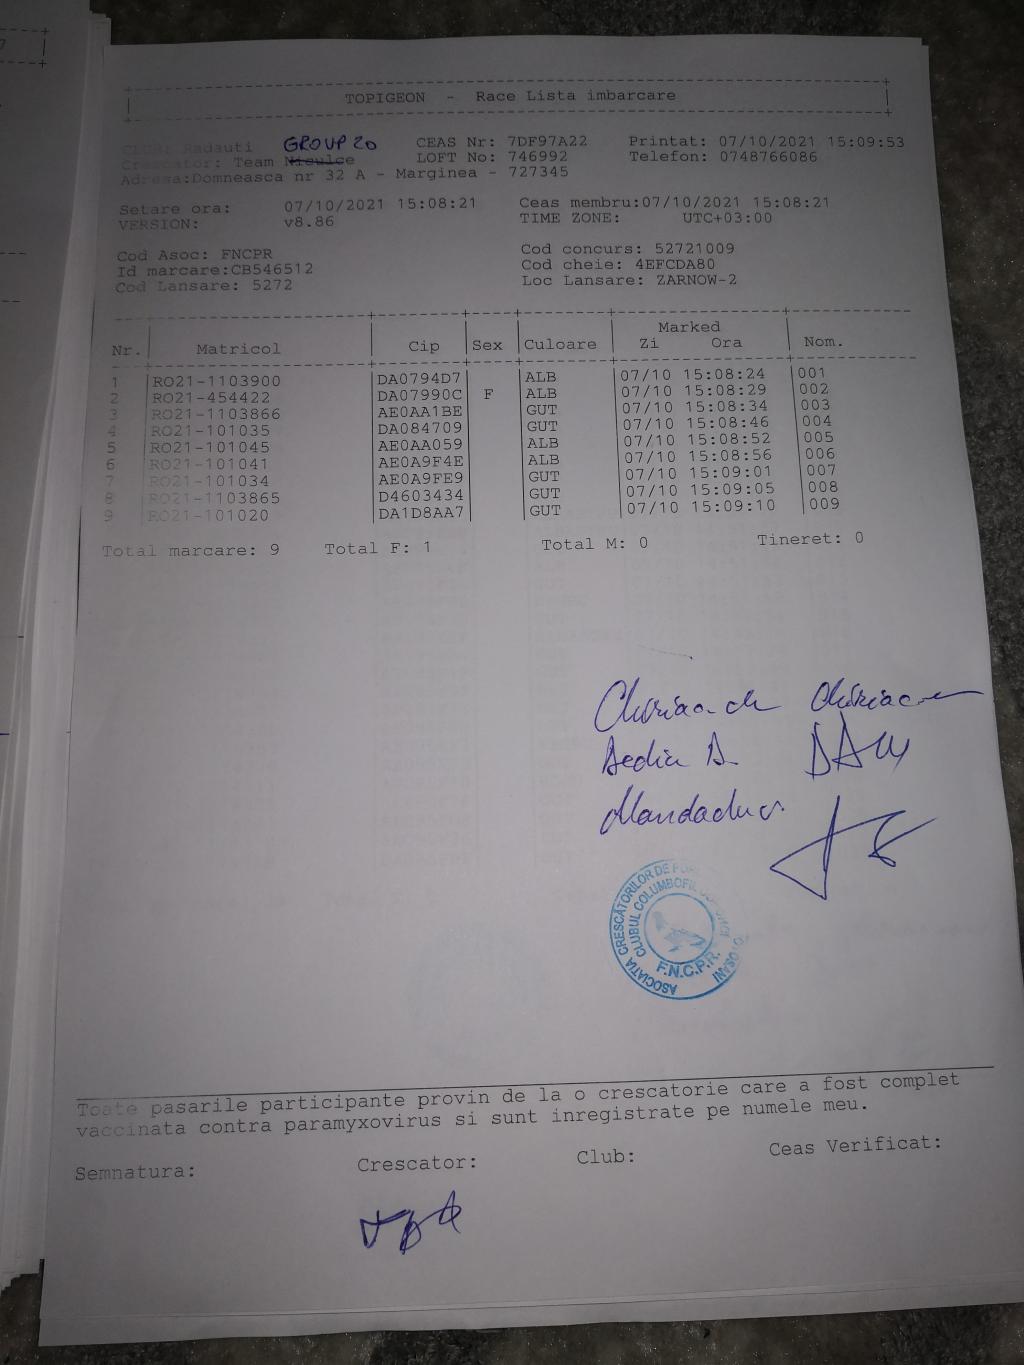 TOPIGEON - Race Lista imbarcare
Club: Radauti GROUP 20 CEAS Nr: 7DF97A22 Printat: 07/10/2021 15:09:53
Crescator: Team Niculce LOFT No: 746992 Telefon: 0748766086
Adresa:Domneasca nr 32 A - Marginea - 727345
Setare ora: 07/10/2021 15:08:21 Ceas membru:07/10/2021 15:08:21
VERSION: v8.86 TIME ZONE: UTC+03:00
Cod Asoc: FNCPR Cod concurs: 52721009
Id marcare:CB546512 Cod cheie: 4EFCDA80
Cod Lansare: 5272 Loc Lansare: ZARNOW-2
Marked
Nr. Matricol Cip Sex Culoare Zi Ora Nom.
1 RO21-1103900 DA0794D7 ALB 07/10 15:08:24 001
2 RO21-454422 DA07990C F ALB 07/10 15:08:29 002
3 RO21-1103866 AE0AA1BE GUT 07/10 15:08:34 003
4 RO21-101035 DA084709 GUT 07/10 15:08:46 004
5 RO21-101045 AE0AA059 ALB 07/10 15:08:52 005
6 RO21-101041 AE0A9F4E ALB 07/10 15:08:56 006
7 RO21-101034 AE0A9FE9 GUT 07/10 15:09:01 007
8 RO21-1103865 D4603434 GUT 07/10 15:09:05 008
9 RO21-101020 DA1D8AA7 GUT 07/10 15:09:10 009
Total marcare: 9 Total F: 1 Total M: 0 Tineret: 0
ASOCIATIA CRESCĂTORILOR DE
CLUBUL COLUMBOFIL
F.N.C.P.R.
Toate pasarile participante provin de la o crescatorie care a fost complet
vaccinata contra paramyxovirus si sunt inregistrate pe numele meu.
Semnatura: Crescator: Club: Ceas Verificat: